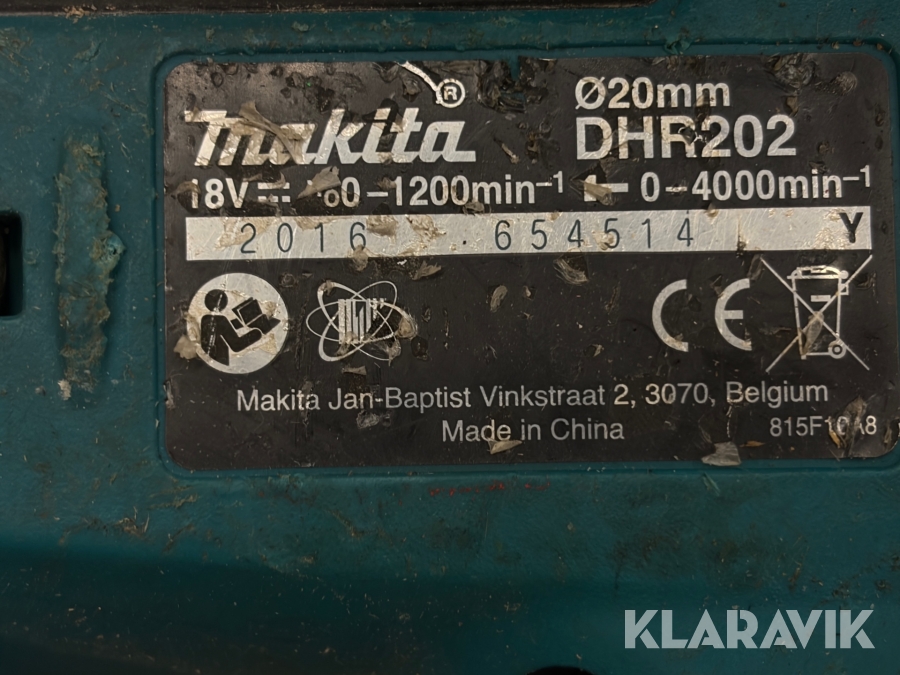 Makita®
Ø20mm
DHR202
18V 0-1200min-1 0-4000min-1
2016 654514 Y
CE
Makita Jan-Baptist Vinkstraat 2, 3070, Belgium
Made in China
KLARAVIK